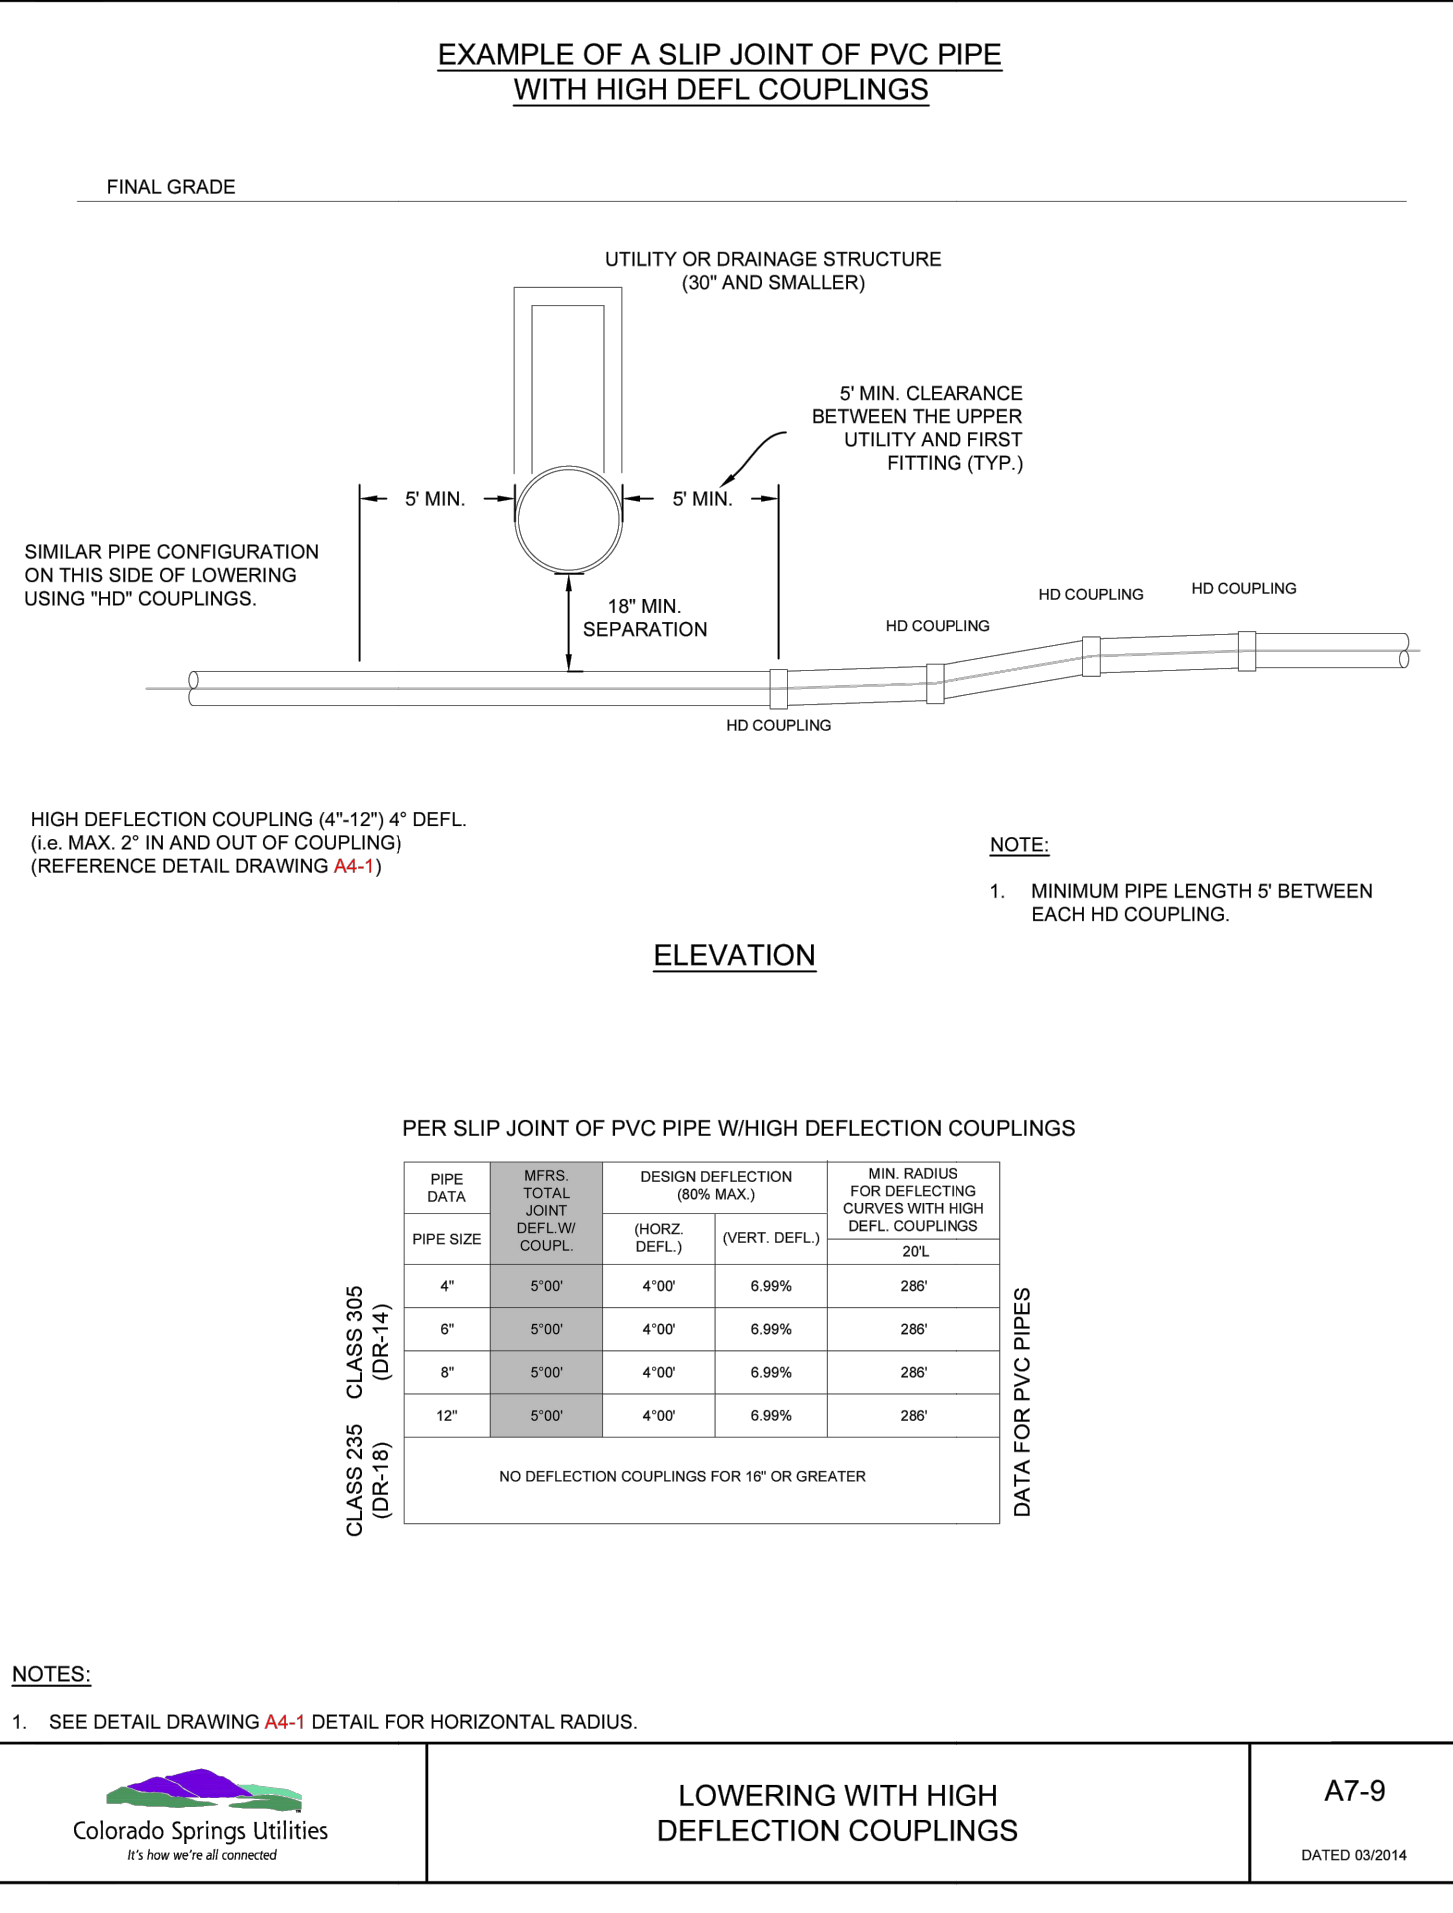 EXAMPLE OF A SLIP JOINT OF PVC PIPE
WITH HIGH DEFL COUPLINGS
FINAL GRADE
UTILITY OR DRAINAGE STRUCTURE
(30" AND SMALLER)
5' MIN. CLEARANCE
BETWEEN THE UPPER
UTILITY AND FIRST
FITTING (TYP.)
5' MIN.
5' MIN.
SIMILAR PIPE CONFIGURATION
ON THIS SIDE OF LOWERING
USING "HD" COUPLINGS.
18" MIN.
SEPARATION
HD COUPLING
HD COUPLING
HD COUPLING
HD COUPLING
HIGH DEFLECTION COUPLING (4"-12") 4° DEFL.
(i.e. MAX. 2° IN AND OUT OF COUPLING)
(REFERENCE DETAIL DRAWING A4-1)
NOTE:
1. MINIMUM PIPE LENGTH 5' BETWEEN
EACH HD COUPLING.
ELEVATION
PER SLIP JOINT OF PVC PIPE W/HIGH DEFLECTION COUPLINGS
PIPE
DATA
PIPE SIZE
MFRS.
TOTAL
JOINT
DEFL.W/
COUPL.
DESIGN DEFLECTION
(80% MAX.)
(HORZ.
DEFL.)
(VERT. DEFL.)
MIN. RADIUS
FOR DEFLECTING
CURVES WITH HIGH
DEFL. COUPLINGS
20'L
4" 5°00' 4°00' 6.99% 286'
6" 5°00' 4°00' 6.99% 286'
8" 5°00' 4°00' 6.99% 286'
12" 5°00' 4°00' 6.99% 286'
NO DEFLECTION COUPLINGS FOR 16" OR GREATER
CLASS 305
(DR-14)
CLASS 235
(DR-18)
DATA FOR PVC PIPES
NOTES:
1. SEE DETAIL DRAWING A4-1 DETAIL FOR HORIZONTAL RADIUS.
Colorado Springs Utilities
It's how we're all connected
LOWERING WITH HIGH
DEFLECTION COUPLINGS
A7-9
DATED 03/2014